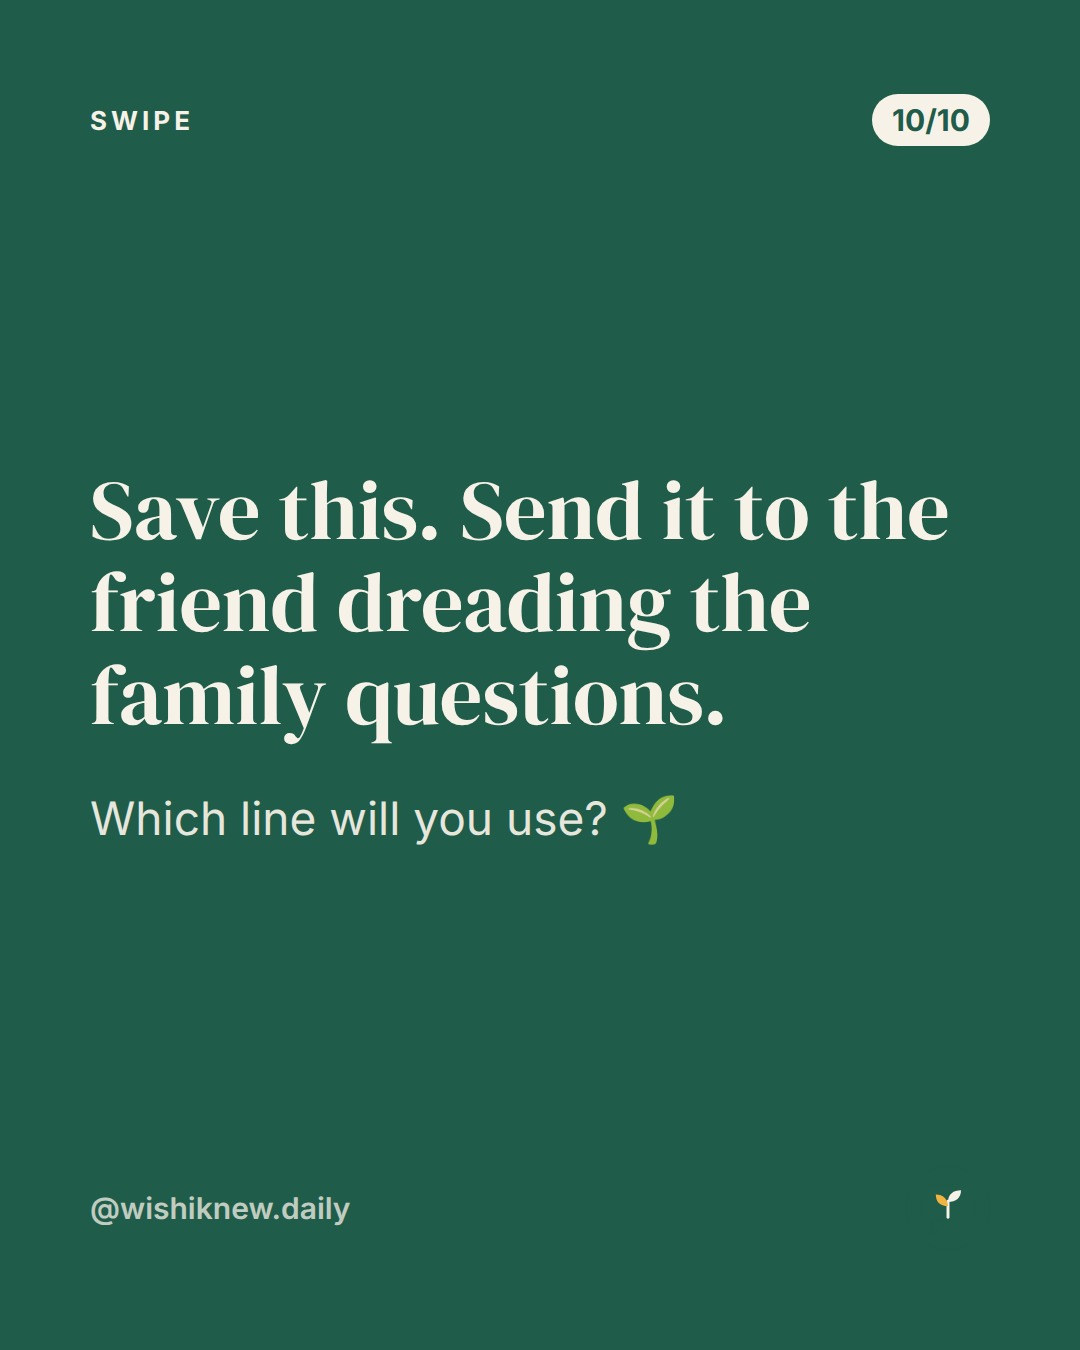 SWIPE
10/10
Save this. Send it to the
friend dreading the
family questions.
Which line will you use? 🌱
@wishiknew.daily